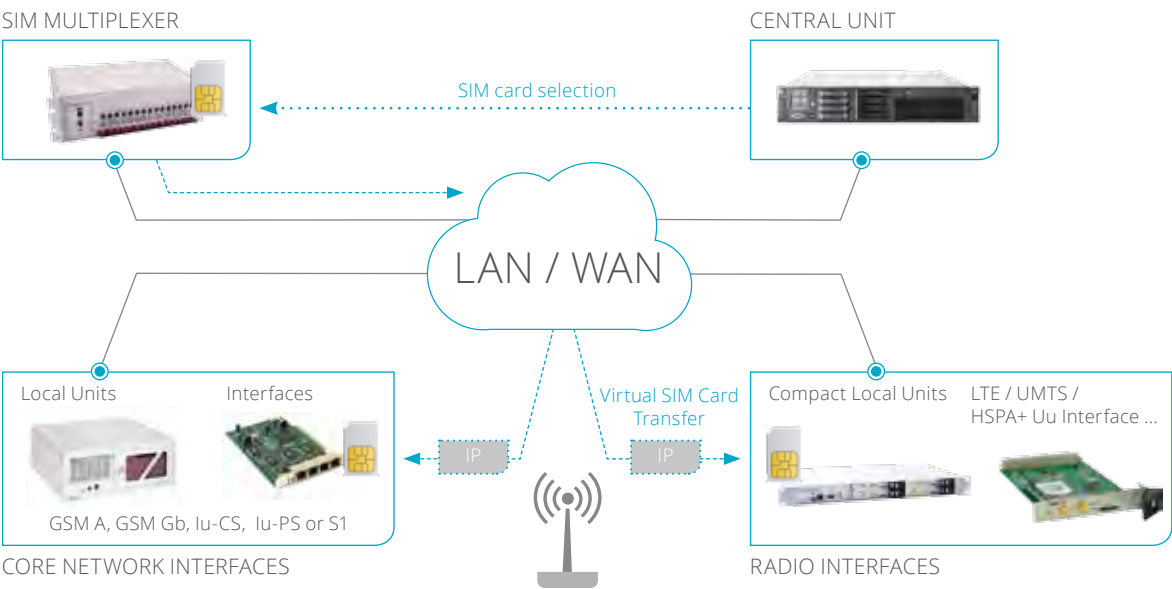 SIM MULTIPLEXER
CENTRAL UNIT
SIM card selection
LAN / WAN
Local Units
Interfaces
Virtual SIM Card
Transfer
Compact Local Units
LTE / UMTS /
HSPA+ Uu Interface ...
IP
IP
GSM A, GSM Gb, Iu-CS, Iu-PS or S1
CORE NETWORK INTERFACES
RADIO INTERFACES